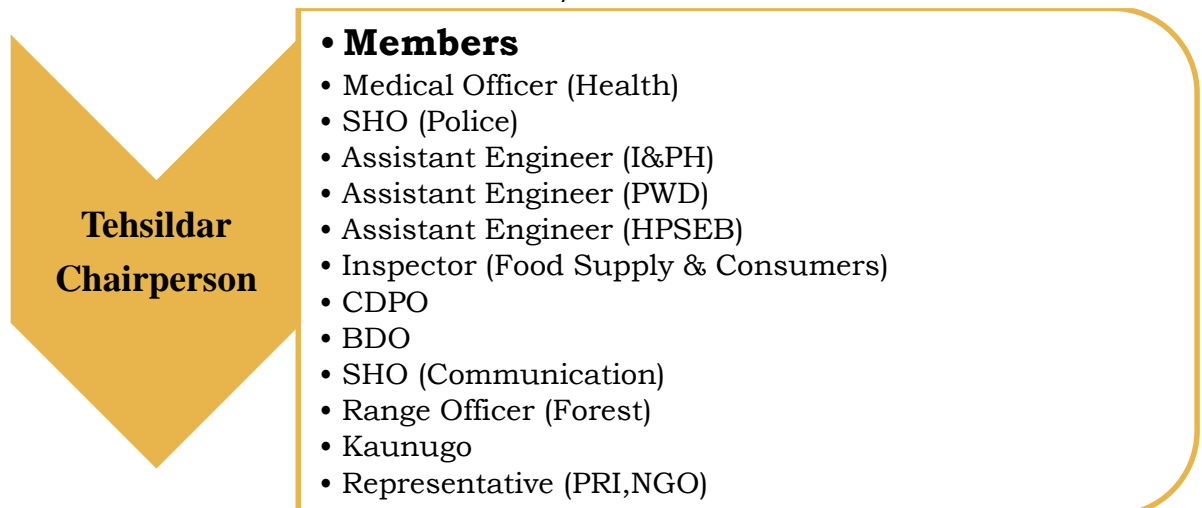 Tehsildar
Chairperson
• Members
• Medical Officer (Health)
• SHO (Police)
• Assistant Engineer (I&PH)
• Assistant Engineer (PWD)
• Assistant Engineer (HPSEB)
• Inspector (Food Supply & Consumers)
• CDPO
• BDO
• SHO (Communication)
• Range Officer (Forest)
• Kaunugo
• Representative (PRI,NGO)